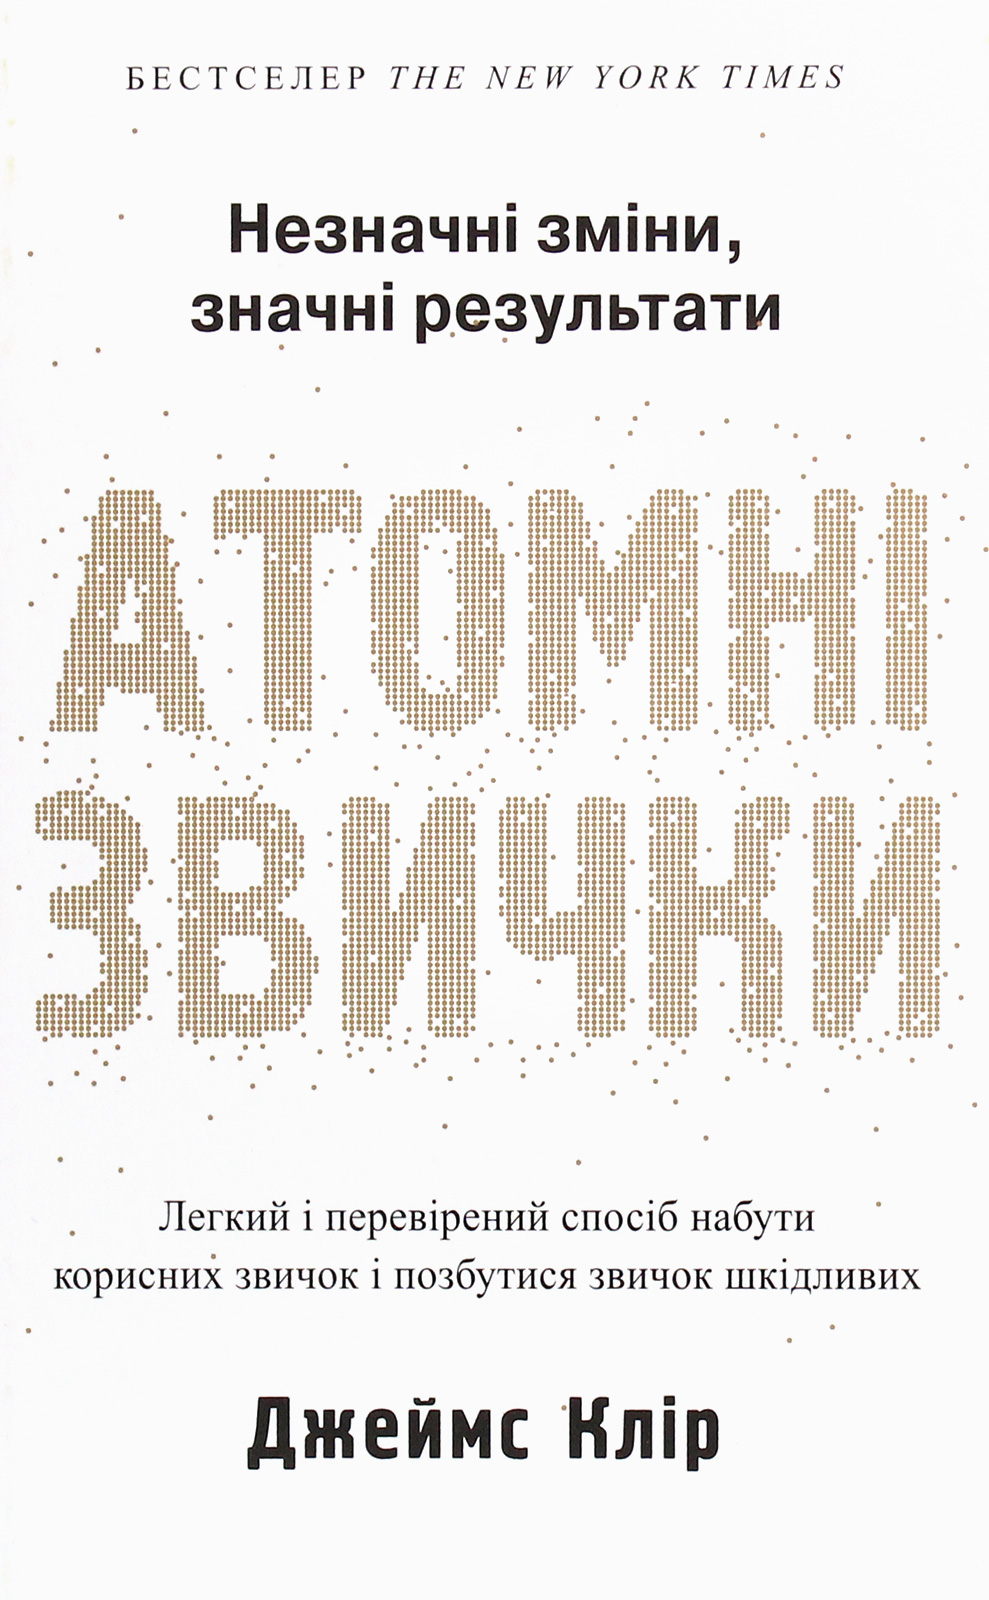 БЕСТСЕЛЕР THE NEW YORK TIMES
Незначні зміни,
значні результати
АТОМНІ
ЗВИЧКИ
Легкий і перевірений спосіб набути
корисних звичок і позбутися звичок шкідливих
Джеймс Клір